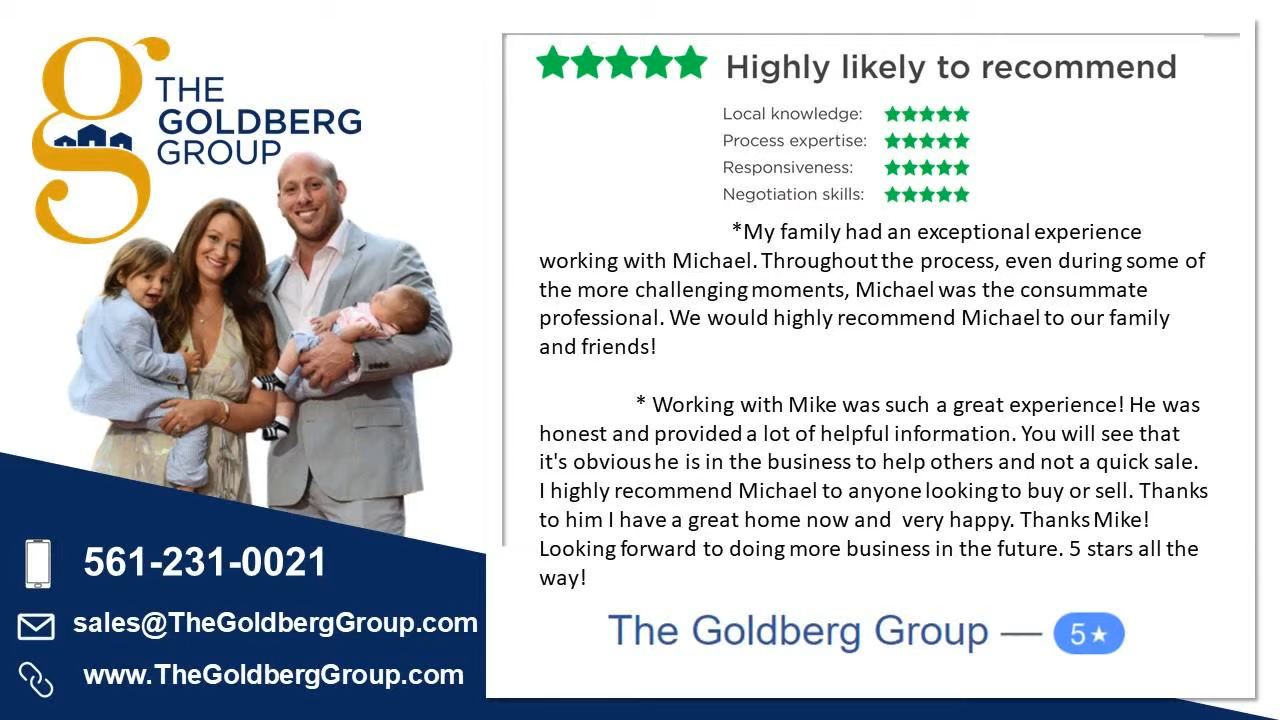 THE
GOLDBERG
GROUP
Highly likely to recommend
Local knowledge:
Process expertise:
Responsiveness:
Negotiation skills:
*My family had an exceptional experience
working with Michael. Throughout the process, even during some of
the more challenging moments, Michael was the consummate
professional. We would highly recommend Michael to our family
and friends!
* Working with Mike was such a great experience! He was
honest and provided a lot of helpful information. You will see that
it's obvious he is in the business to help others and not a quick sale.
I highly recommend Michael to anyone looking to buy or sell. Thanks
to him I have a great home now and very happy. Thanks Mike!
Looking forward to doing more business in the future. 5 stars all the
way!
The Goldberg Group — 5★
561-231-0021
sales@TheGoldbergGroup.com
www.TheGoldbergGroup.com